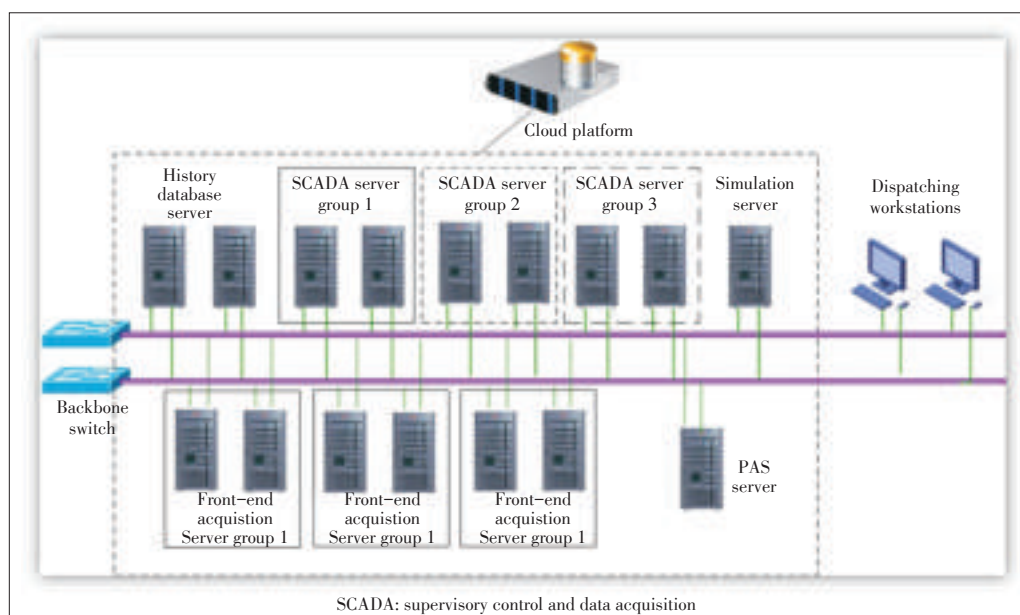 Cloud platform
History
database
server
SCADA server
group 1
SCADA server
group 2
SCADA server
group 3
Simulation
server
Dispatching
workstations
Backbone
switch
Front-end
acquistion
Server group 1
Front-end
acquistion
Server group 1
Front-end
acquistion
Server group 1
PAS
server
SCADA: supervisory control and data acquisition